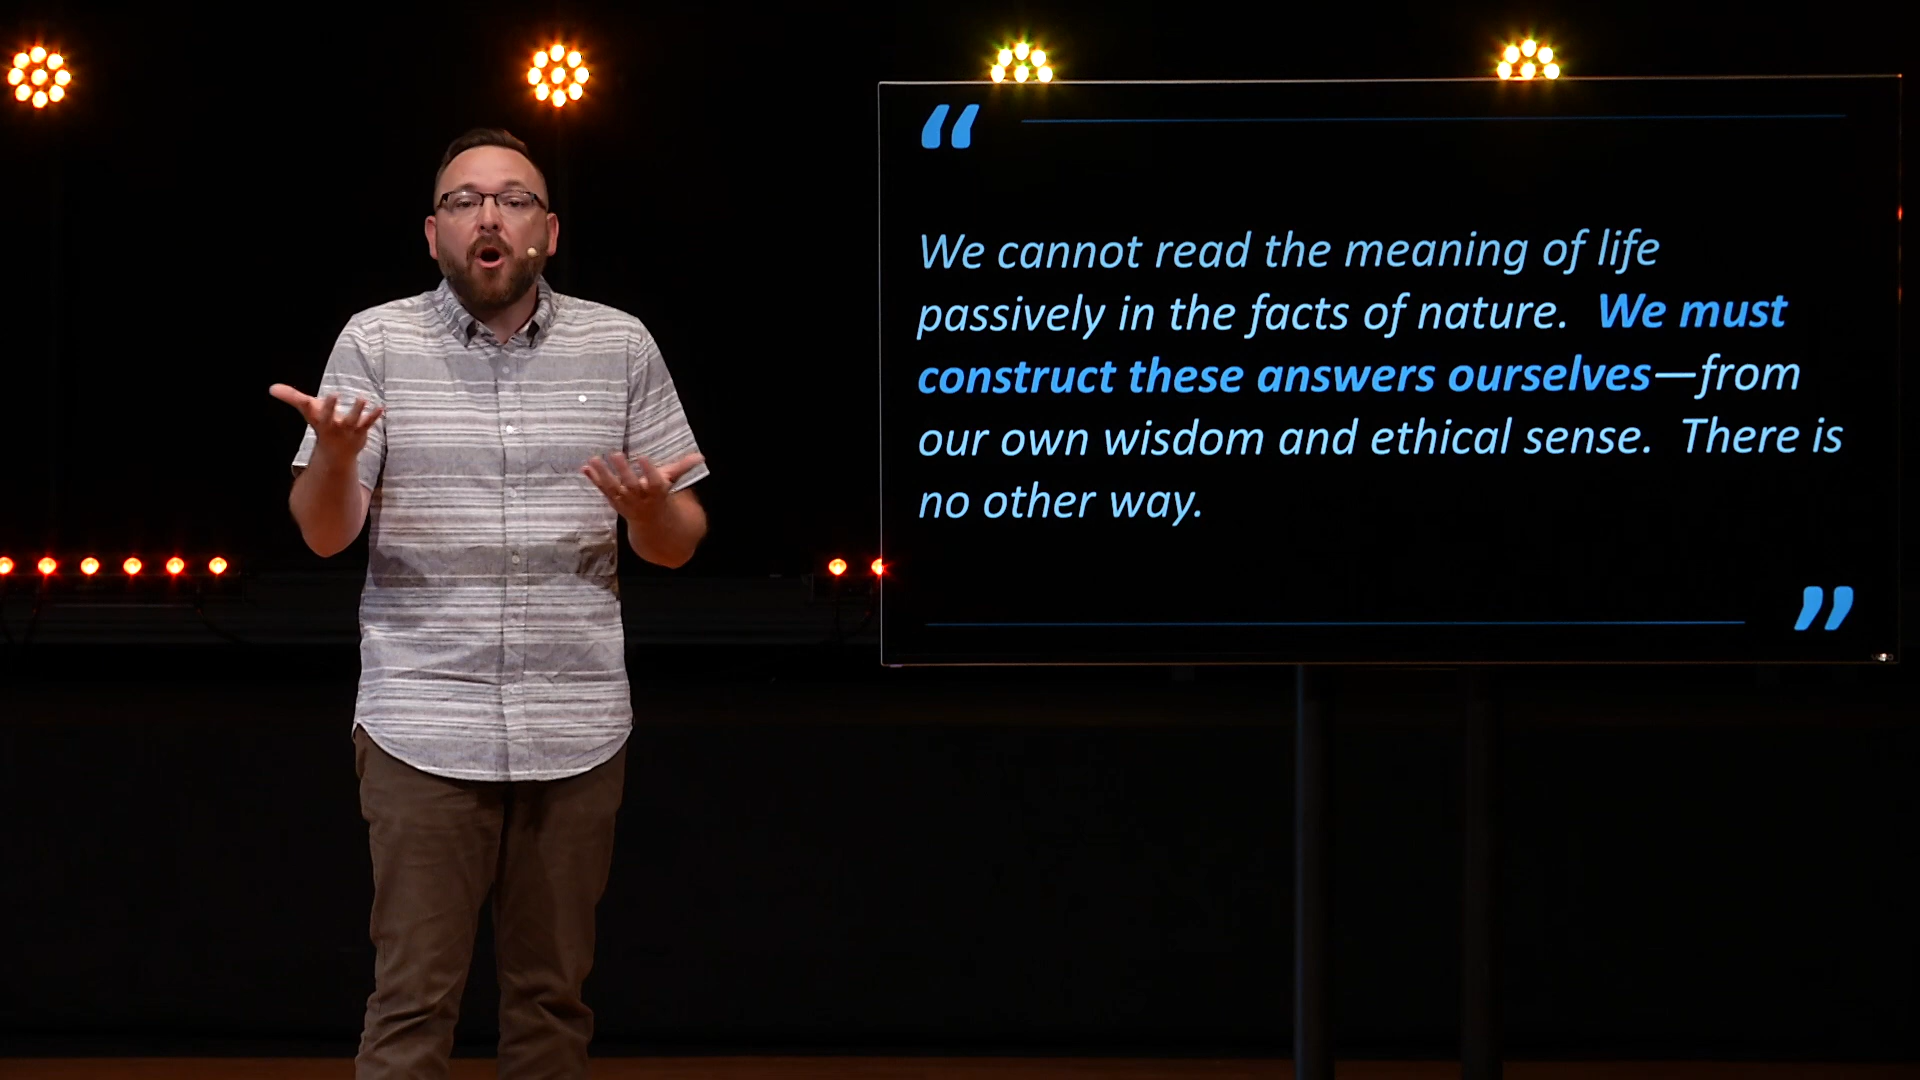 “
We cannot read the meaning of life
passively in the facts of nature.  We must
construct these answers ourselves—from
our own wisdom and ethical sense.  There is
no other way.
”